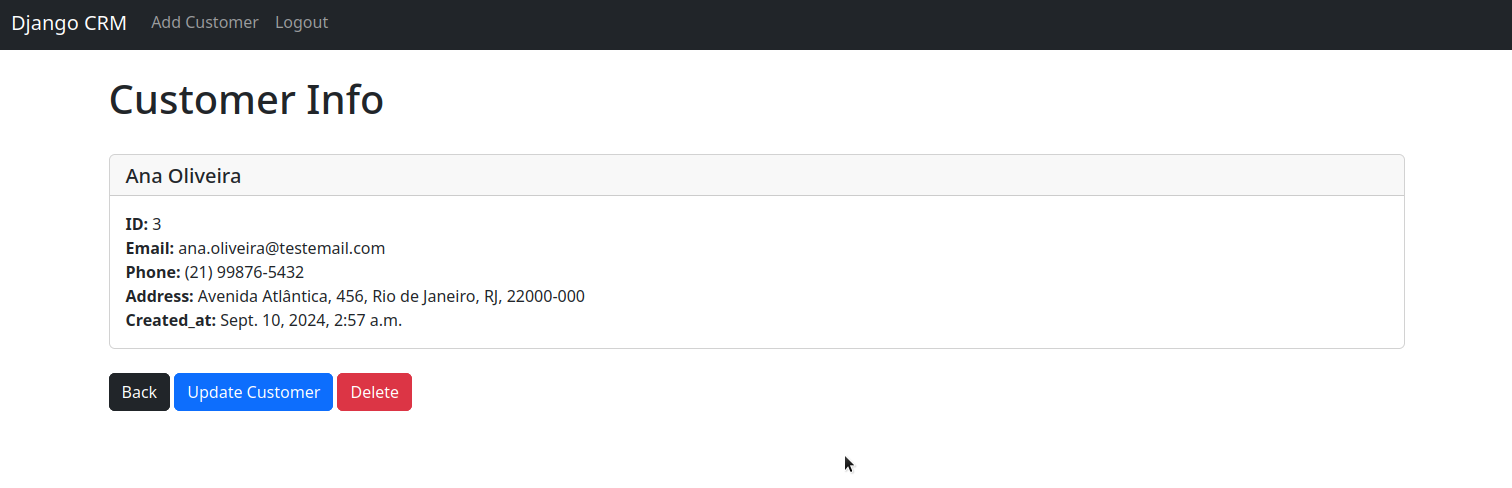 Django CRM Add Customer Logout
Customer Info
Ana Oliveira
ID: 3
Email: ana.oliveira@testemail.com
Phone: (21) 99876-5432
Address: Avenida Atlântica, 456, Rio de Janeiro, RJ, 22000-000
Created_at: Sept. 10, 2024, 2:57 a.m.
Back Update Customer Delete